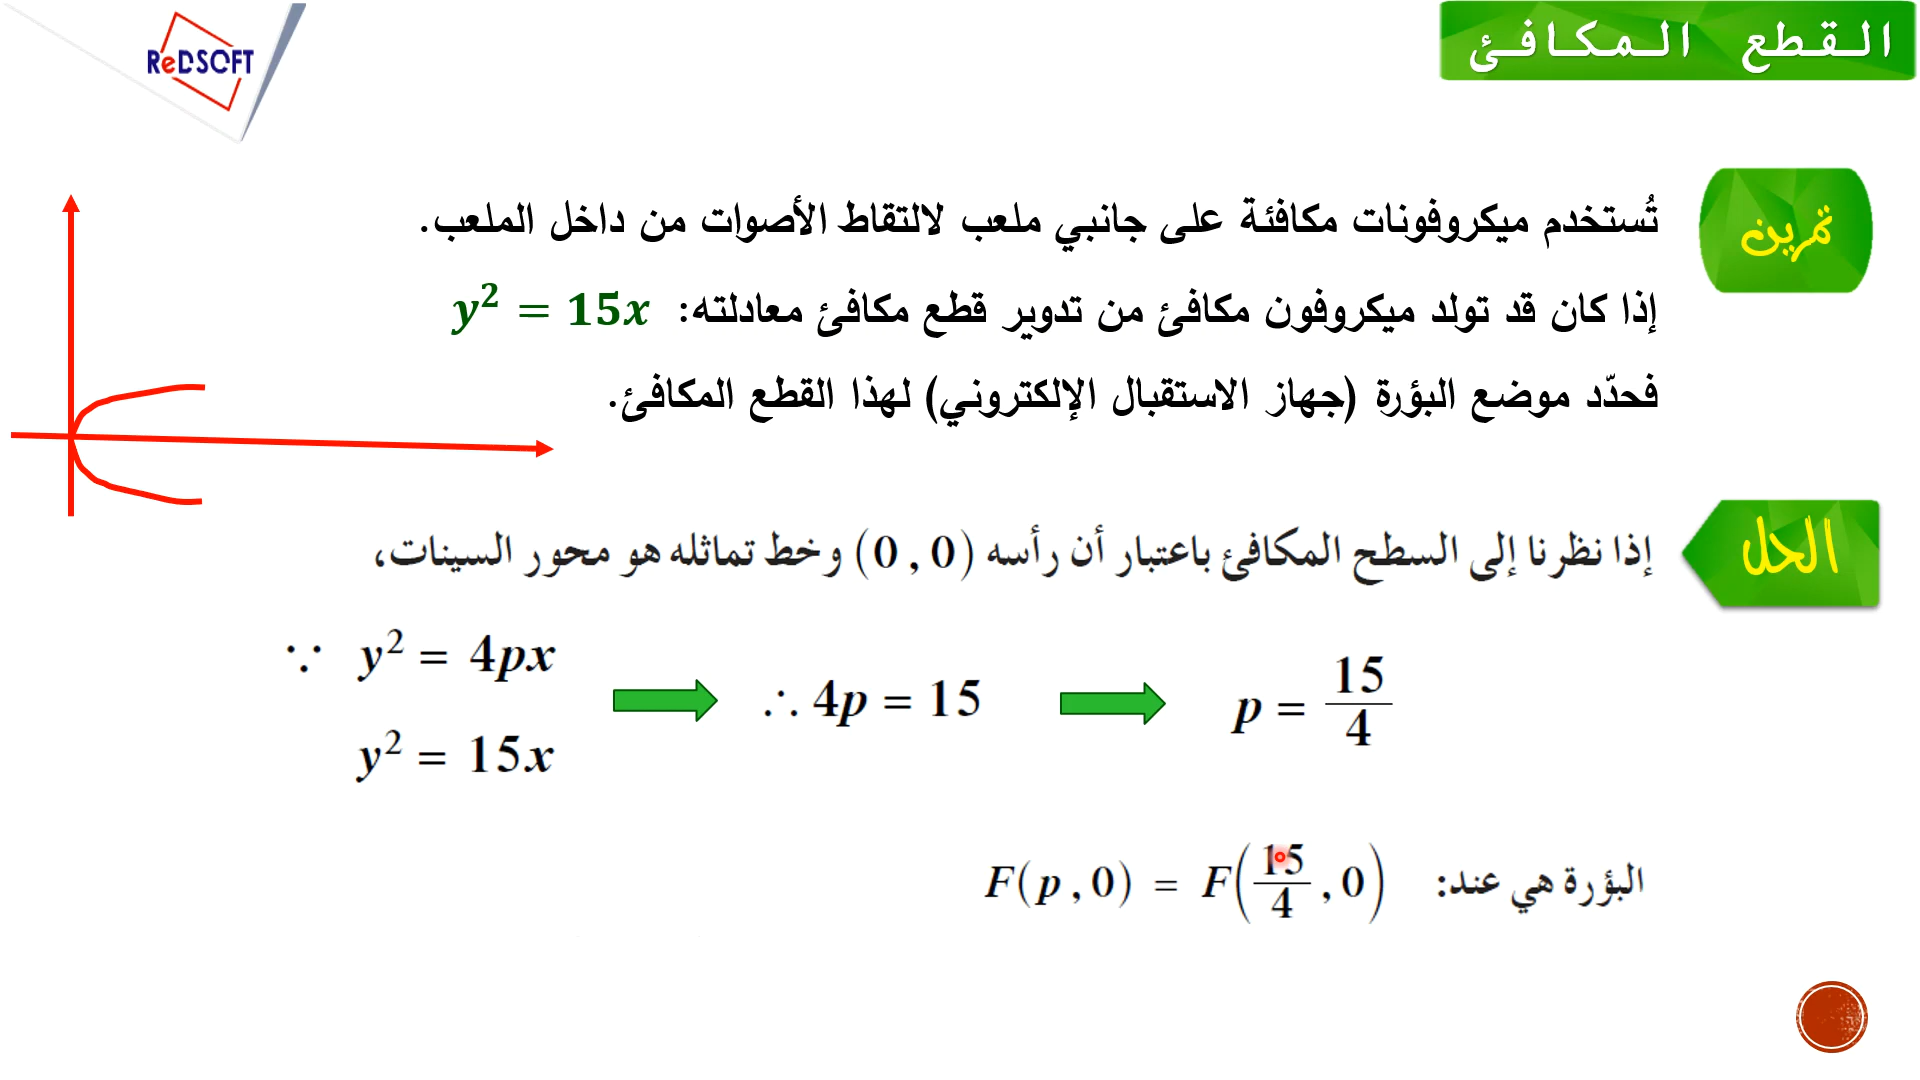 القطع المكافئ
ReDSOFT
تمرين
تُستخدم ميكروفونات مكافئة على جانبي ملعب لالتقاط الأصوات من داخل الملعب.
إذا كان قد تولد ميكروفون مكافئ من تدوير قطع مكافئ معادلته: y² = 15x
فحدّد موضع البؤرة (جهاز الاستقبال الإلكتروني) لهذا القطع المكافئ.
الحل
إذا نظرنا إلى السطح المكافئ باعتبار أن رأسه (0 , 0) وخط تماثله هو محور السينات،
∵ y² = 4px
y² = 15x
∴ 4p = 15
p = 15/4
البؤرة هي عند: F(p , 0) = F(15/4 , 0)